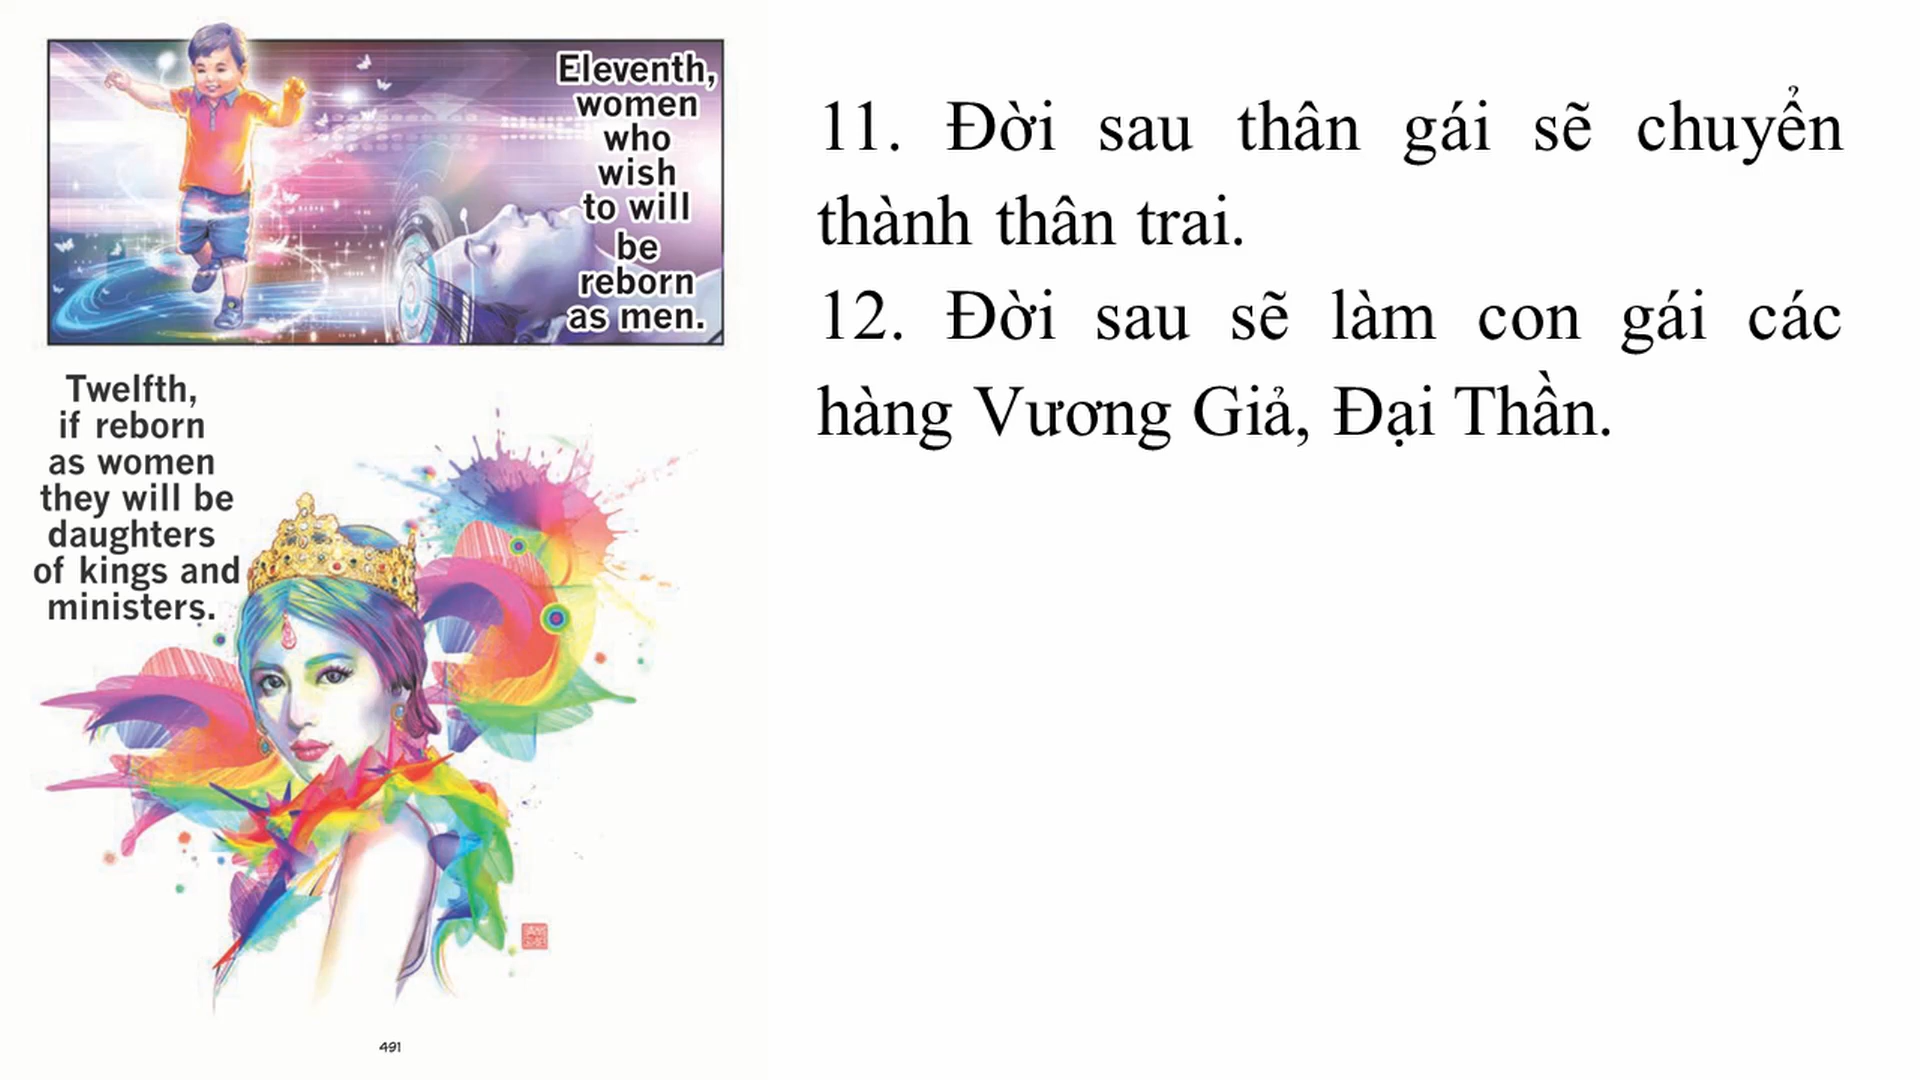 Eleventh,
women
who
wish
to will
be
reborn
as men.
Twelfth,
if reborn
as women
they will be
daughters
of kings and
ministers.
491
11. Đời sau thân gái sẽ chuyển
thành thân trai.
12. Đời sau sẽ làm con gái các
hàng Vương Giả, Đại Thần.